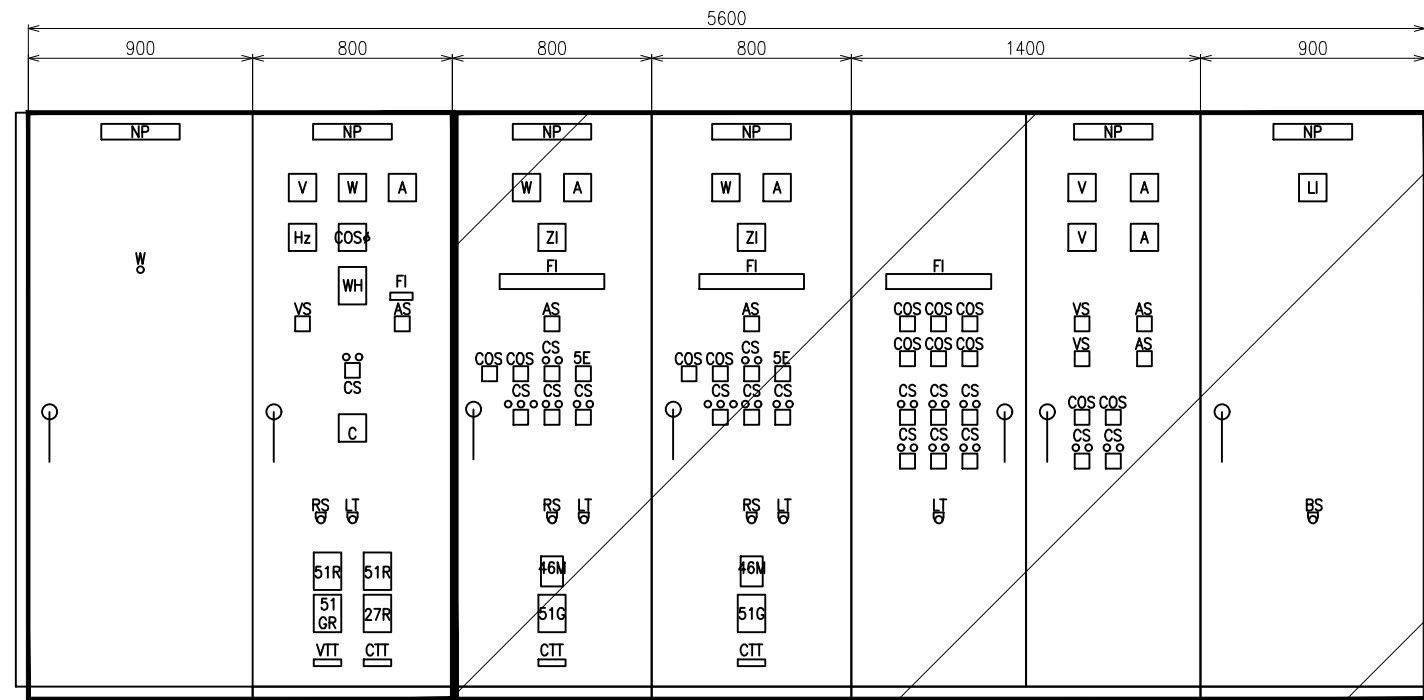 5600
900 800 800 800 1400 900
NP NP NP NP NP NP
V W A W A W A V A LI
Hz COSφ ZI ZI V A
W
WH FI FI FI FI
VS AS AS AS COS COS COS VS AS
COS COS CS 5E COS COS CS 5E COS COS COS VS AS
CS CS CS CS CS CS CS CS CS CS COS COS
C CS CS CS CS CS
RS LT RS LT RS LT LT BS
51R 51R 46M 46M
51 GR 27R 51G 51G
VTT CTT CTT CTT